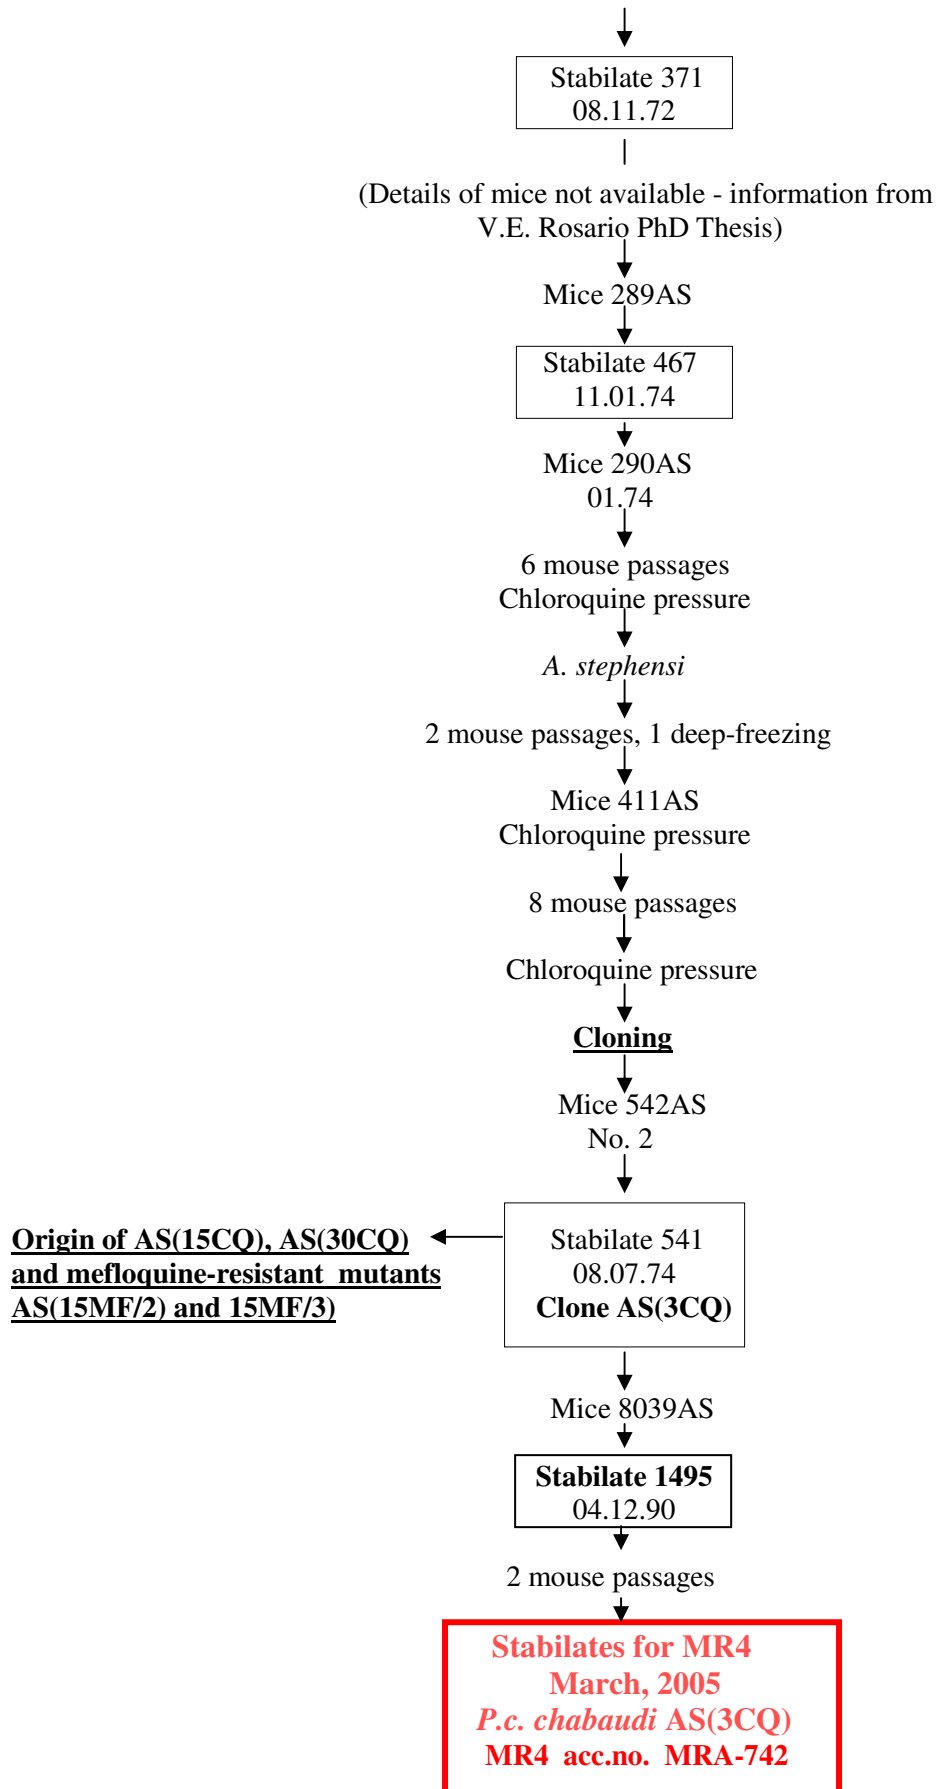 Stabilate 371
08.11.72
(Details of mice not available - information from
V.E. Rosario PhD Thesis)
Mice 289AS
Stabilate 467
11.01.74
Mice 290AS
01.74
6 mouse passages
Chloroquine pressure
A. stephensi
2 mouse passages, 1 deep-freezing
Mice 411AS
Chloroquine pressure
8 mouse passages
Chloroquine pressure
Cloning
Mice 542AS
No. 2
Origin of AS(15CQ), AS(30CQ)
and mefloquine-resistant mutants
AS(15MF/2) and 15MF/3)
Stabilate 541
08.07.74
Clone AS(3CQ)
Mice 8039AS
Stabilate 1495
04.12.90
2 mouse passages
Stabilates for MR4
March, 2005
P.c. chabaudi AS(3CQ)
MR4 acc.no. MRA-742